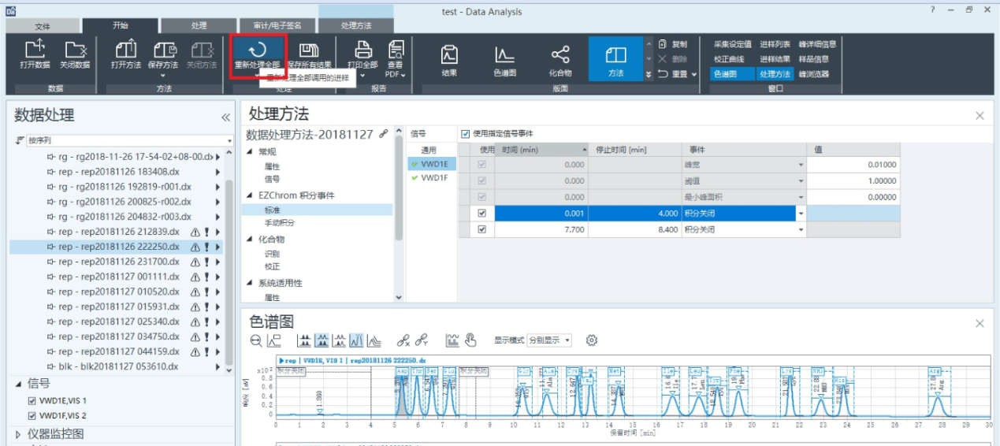 Da
test - Data Analysis
文件 开始 处理 审计/电子签名 处理方法
打开数据 关闭数据 打开方法 保存方法 关闭方法 重新处理全部 保存所有结果 打印全部 查看 PDF 结果 色谱图 化合物 方法 复制 删除 重置
采集设定值 进样列表 峰详细信息
校正曲线 进样结果 样品信息
色谱图 处理方法 峰浏览器
重新处理全部调用的进样
数据 方法 处理 报告 版面 窗口
数据处理
按序列
rg - rg2018-11-26 17-54-02+08-00.dx
rep - rep20181126 183408.dx
rg - rg20181126 192819-r001.dx
rg - rg20181126 200825-r002.dx
rg - rg20181126 204832-r003.dx
rep - rep20181126 212839.dx
rep - rep20181126 222250.dx
rep - rep20181126 231700.dx
rep - rep20181127 001111.dx
rep - rep20181127 010520.dx
rep - rep20181127 015931.dx
rep - rep20181127 025340.dx
rep - rep20181127 034750.dx
rep - rep20181127 044159.dx
blk - blk20181127 053610.dx
信号
VWD1E,VIS 1
VWD1F,VIS 2
仪器监控图
处理方法
数据处理方法-20181127
常规
属性
信号
EZChrom 积分事件
标准
手动积分
化合物
识别
校正
系统适用性
属性
信号
通用
VWD1E
VWD1F
使用指定信号事件
使用 时间 (min) 停止时间 [min] 事件 值
0.000 峰宽 0.01000
0.000 阈值 1.00000
0.000 最小峰面积 0.00000
0.001 4.000 积分关闭
7.700 8.400 积分关闭
色谱图
显示模式 分别显示
rep | VWD1E, VIS 1 | rep20181126 222250.dx
x10²
0.8
0.6
0.4
0.2
0
积分关闭 Asp Thr Ser Glu 积分关闭 Gly Ala Cys Met Ile Leu Phe Lys NH3 His Arg
0 1 2 3 4 5 6 7 8 9 10 11 12 13 14 15 16 17 18 19 20 21 22 23 24 25 26 27 28 29 30
保留时间 [min]